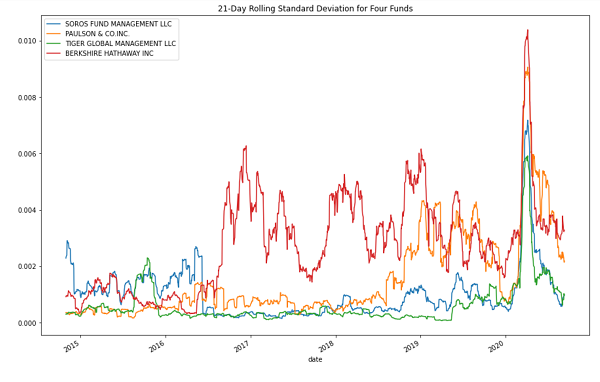 21-Day Rolling Standard Deviation for Four Funds
SOROS FUND MANAGEMENT LLC
PAULSON & CO.INC.
TIGER GLOBAL MANAGEMENT LLC
BERKSHIRE HATHAWAY INC
0.010
0.008
0.006
0.004
0.002
0.000
2015 2016 2017 2018 2019 2020
date